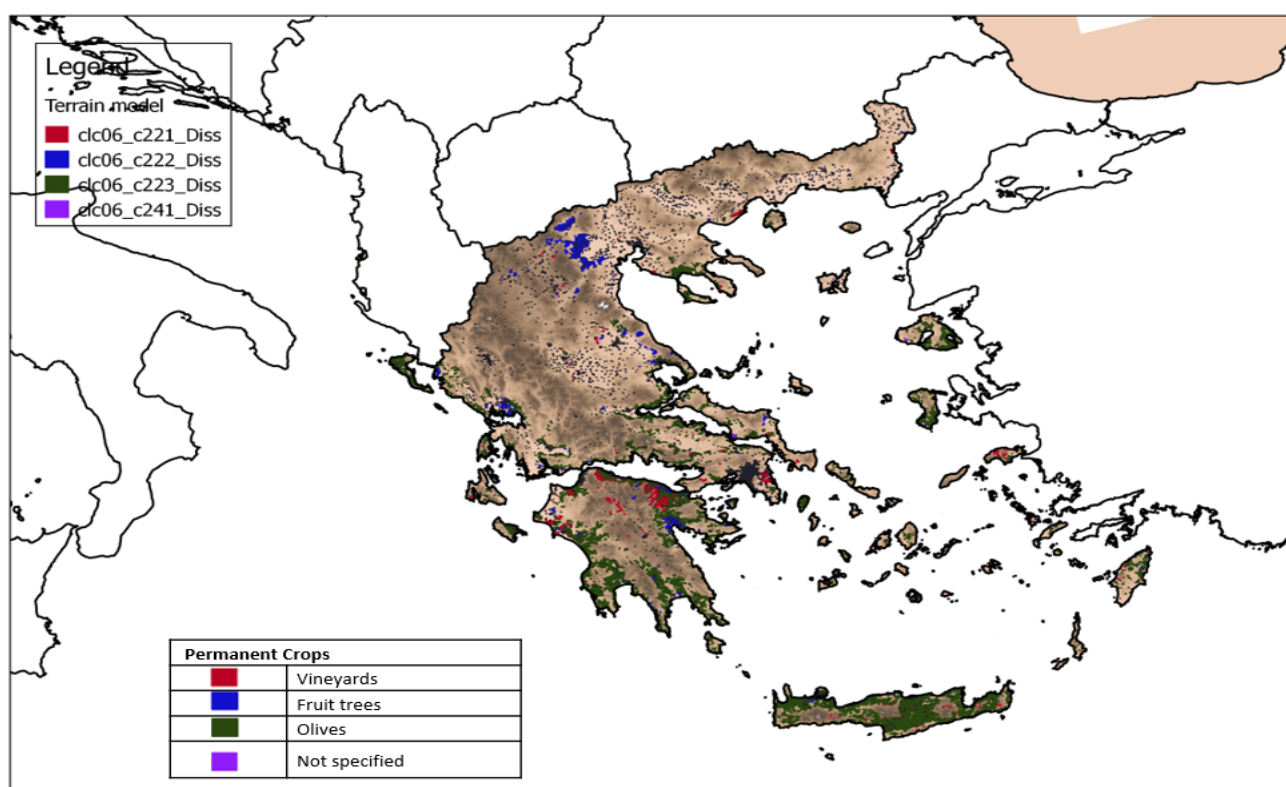 Legend
Terrain model
clc06_c221_Diss
clc06_c222_Diss
clc06_c223_Diss
clc06_c241_Diss
Permanent Crops
Vineyards
Fruit trees
Olives
Not specified